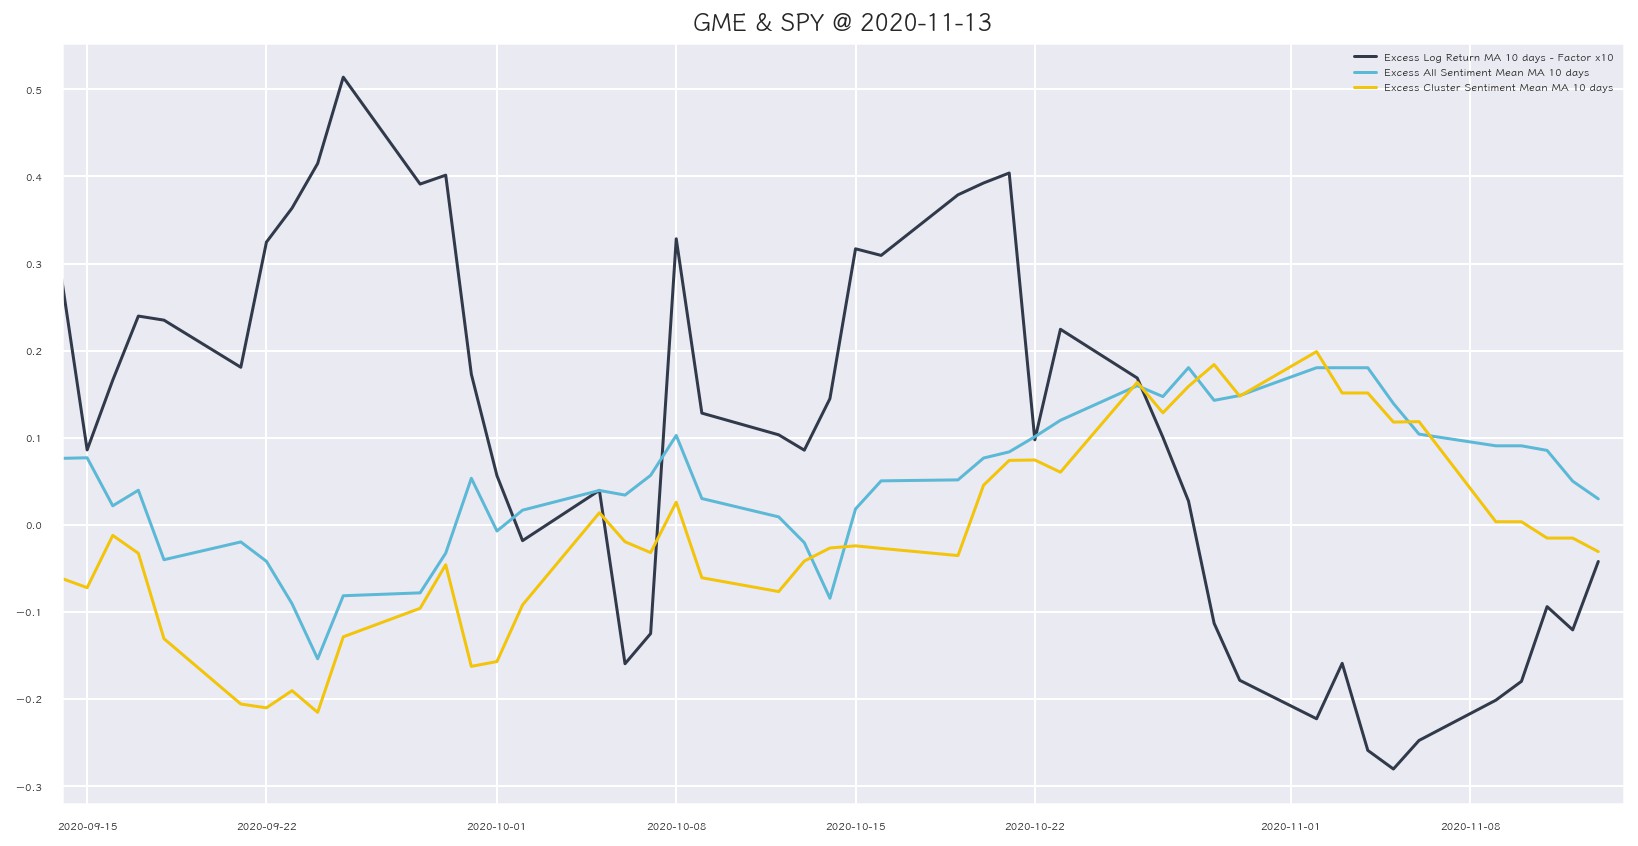 GME & SPY @ 2020-11-13
Excess Log Return MA 10 days - Factor x10
Excess All Sentiment Mean MA 10 days
Excess Cluster Sentiment Mean MA 10 days
0.5
0.4
0.3
0.2
0.1
0.0
−0.1
−0.2
−0.3
2020-09-15 2020-09-22 2020-10-01 2020-10-08 2020-10-15 2020-10-22 2020-11-01 2020-11-08